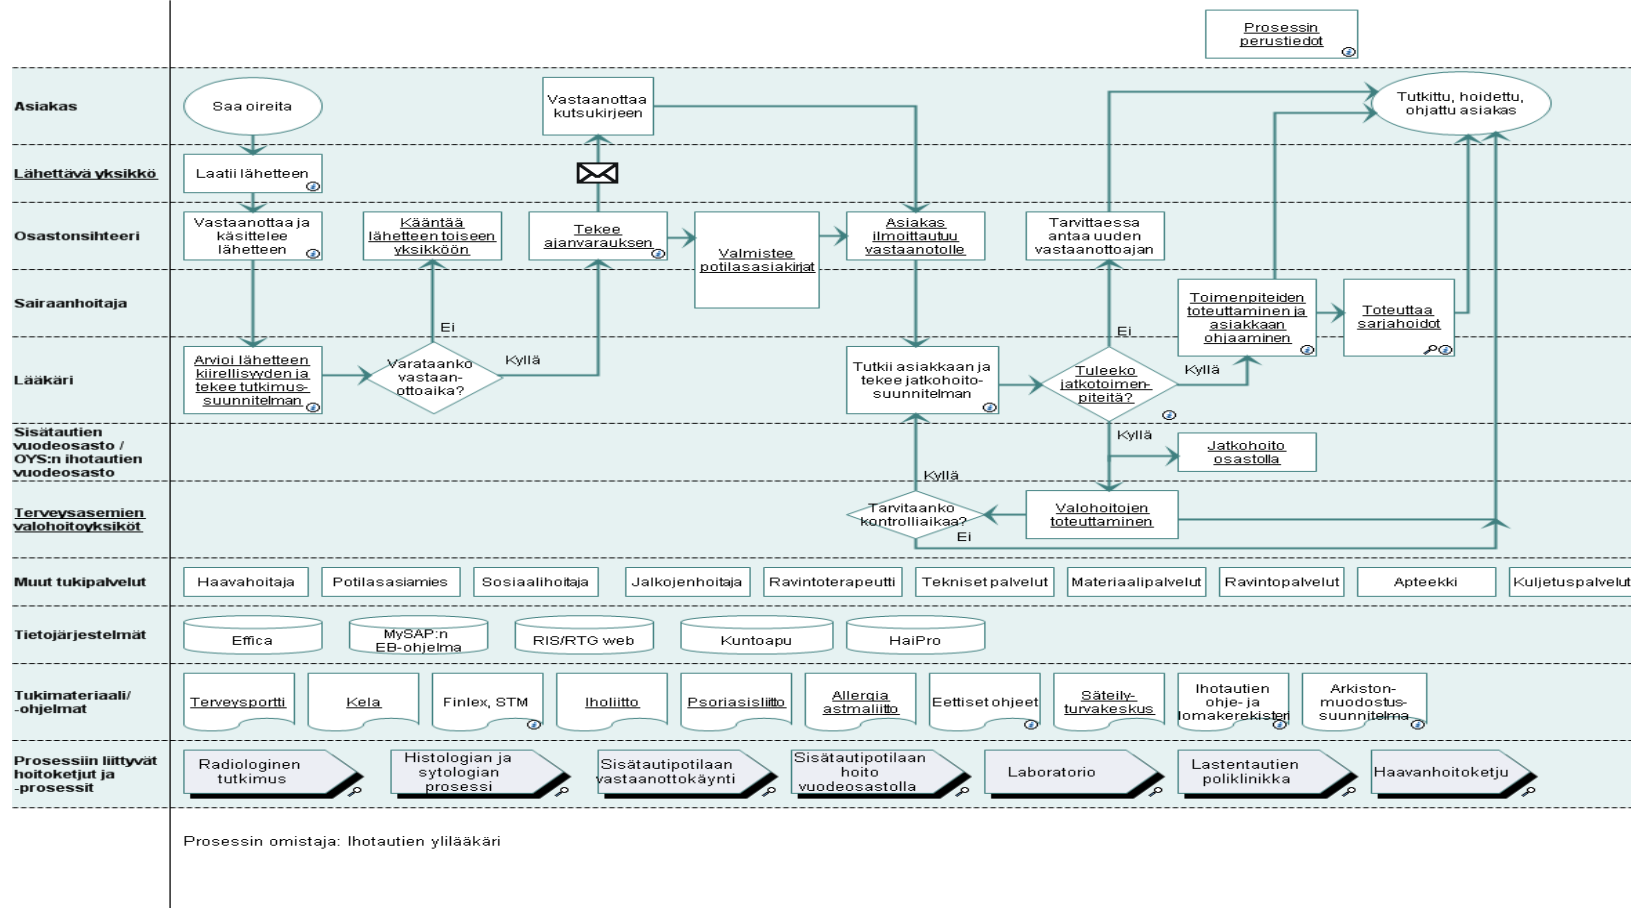 Prosessin
perustiedot
Asiakas
Saa oireita
Vastaanottaa
kutsukirjeen
Tutkittu, hoidettu,
ohjattu asiakas
Lähettävä yksikkö
Laatii lähetteen
Osastonsihteeri
Vastaanottaa ja
käsittelee
lähetteen
Kääntää
lähetteen toiseen
yksikköön
Tekee
ajanvarauksen
Valmistee
potilasasiakirjat
Asiakas
ilmoittautuu
vastaanotolle
Tarvittaessa
antaa uuden
vastaanottoajan
Sairaanhoitaja
Ei
Ei
Toimenpiteiden
toteuttaminen ja
asiakkaan
ohjaaminen
Toteuttaa
sarjahoidot
Lääkäri
Arvioi lähetteen
kiirellisyyden ja
tekee tutkimus-
suunnitelman
Varataanko
vastaan-
ottoaika?
Kyllä
Tutkii asiakkaan ja
tekee jatkohoito-
suunnitelman
Tuleeko
jatkotoimen-
piteitä?
Kyllä
Sisätautien
vuodeosasto /
OYS:n ihotautien
vuodeosasto
Kyllä
Jatkohoito
osastolla
Kyllä
Terveysasemien
valohoitoyksiköt
Tarvitaanko
kontrolliaikaa?
Ei
Valohoitojen
toteuttaminen
Muut tukipalvelut
Haavahoitaja
Potilasasiamies
Sosiaalihoitaja
Jalkojenhoitaja
Ravintoterapeutti
Tekniset palvelut
Materiaalipalvelut
Ravintopalvelut
Apteekki
Kuljetuspalvelut
Tietojärjestelmät
Effica
MySAP:n
EB-ohjelma
RIS/RTG web
Kuntoapu
HaiPro
Tukimateriaali/
-ohjelmat
Terveysportti
Kela
Finlex, STM
Iholiitto
Psoriasisliitto
Allergia
astmaliitto
Eettiset ohjeet
Säteily-
turvakeskus
Ihotautien
ohje- ja
lomakerekisteri
Arkiston-
muodostus-
suunnitelma
Prosessiin liittyvät
hoitoketjut ja
-prosessit
Radiologinen
tutkimus
Histologian ja
sytologian
prosessi
Sisätautipotilaan
vastaanottokäynti
Sisätautipotilaan
hoito
vuodeosastolla
Laboratorio
Lastentautien
poliklinikka
Haavanhoitoketju
Prosessin omistaja: Ihotautien ylilääkäri